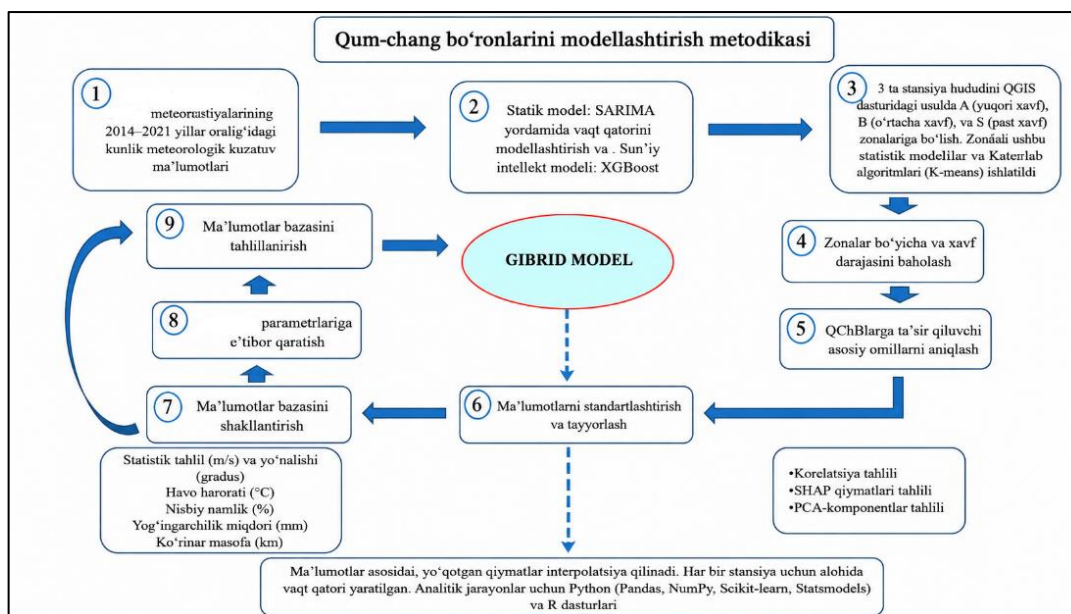 Qum-chang bo‘ronlarini modellashtirish metodikasi
1
meteorustiyalarining
2014–2021 yillar oralig‘idagi
kunlik meteorologik kuzatuv
ma’lumotlari
2
Statik model: SARIMA
yordamida vaqt qatorini
modellashtirish va . Sun’iy
intellekt modeli: XGBoost
3
3 ta stansiya hududini QGIS
dasturidagi usulda A (yuqori xavf),
B (o‘rtacha xavf), va S (past xavf)
zonalariga bo‘lish. Zonáali ushbu
statistik modelilar va Katerrlab
algoritmlari (K-means) ishlatildi
4
Zonalar bo‘yicha va xavf
darajasini baholash
5
QChBlarga ta’sir qiluvchi
asosiy omillarni aniqlash
9
Ma’lumotlar bazasini
tahlillanirish
GIBRID MODEL
8
parametrlariga
e’tibor qaratish
7
Ma’lumotlar bazasini
shakllantirish
6
Ma’lumotlarni standartlashtirish
va tayyorlash
Statistik tahlil (m/s) va yo‘nalishi
(gradus)
Havo harorati (°C)
Nisbiy namlik (%)
Yog‘ingarchilik miqdori (mm)
Ko‘rinar masofa (km)
•Korelatsiya tahlili
•SHAP qiymatlari tahlili
•PCA-komponentlar tahlili
Ma’lumotlar asosidai, yo‘qotgan qiymatlar interpolatsiya qilinadi. Har bir stansiya uchun alohida
vaqt qatori yaratilgan. Analitik jarayonlar uchun Python (Pandas, NumPy, Scikit-learn, Statsmodels)
va R dasturlari